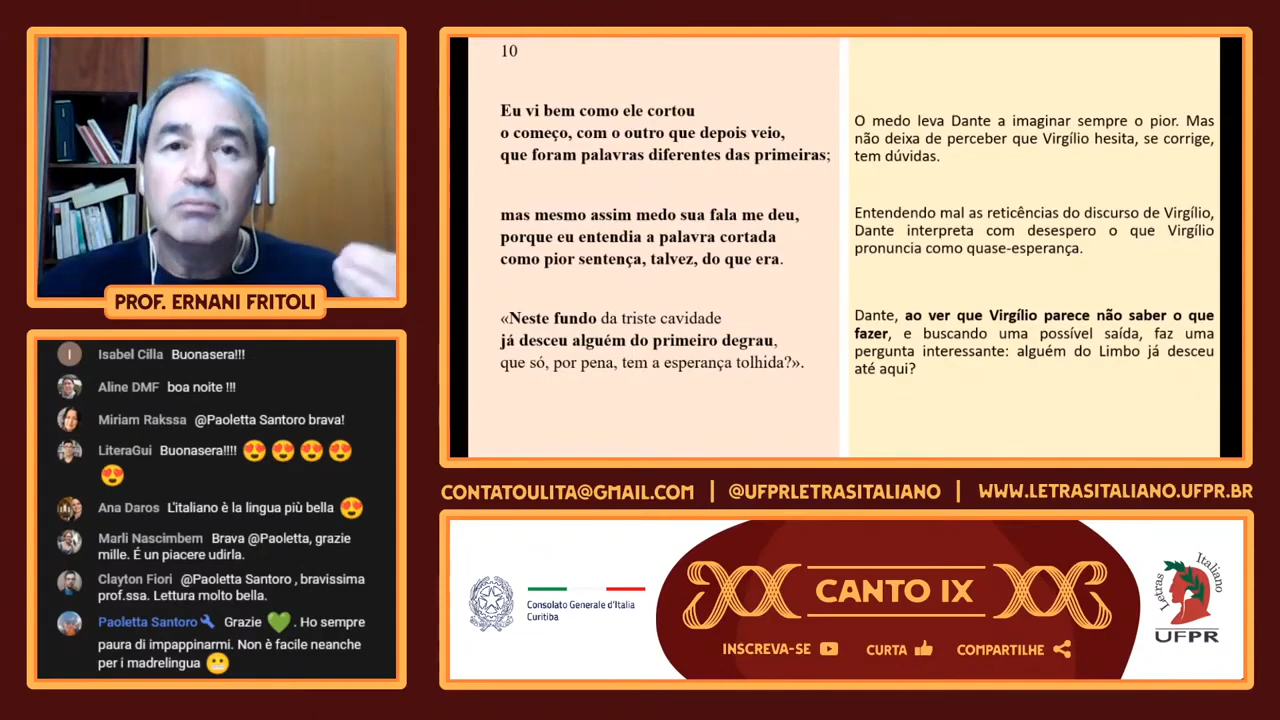 PROF. ERNANI FRITOLI
I
Isabel Cilla Buonasera!!!
Aline DMF boa noite !!!
Miriam Rakssa @Paoletta Santoro brava!
LiteraGui Buonasera!!!! 😍 😍 😍 😍
😍
Ana Daros L'italiano è la lingua più bella 😍
Marli Nascimbem Brava @Paoletta, grazie
mille. É un piacere udirla.
Clayton Fiori @Paoletta Santoro , bravissima
prof.ssa. Lettura molto bella.
Paoletta Santoro Grazie 💚 . Ho sempre
paura di impappinarmi. Non è facile neanche
per i madrelingua 😬
10
Eu vi bem como ele cortou
o começo, com o outro que depois veio,
que foram palavras diferentes das primeiras;
mas mesmo assim medo sua fala me deu,
porque eu entendia a palavra cortada
como pior sentença, talvez, do que era.
«Neste fundo da triste cavidade
já desceu alguém do primeiro degrau,
que só, por pena, tem a esperança tolhida?».
O medo leva Dante a imaginar sempre o pior. Mas
não deixa de perceber que Virgílio hesita, se corrige,
tem dúvidas.
Entendendo mal as reticências do discurso de Virgílio,
Dante interpreta com desespero o que Virgílio
pronuncia como quase-esperança.
Dante, ao ver que Virgílio parece não saber o que
fazer, e buscando uma possível saída, faz uma
pergunta interessante: alguém do Limbo já desceu
até aqui?
CONTATOULITA@GMAIL.COM | @UFPRLETRASITALIANO | WWW.LETRASITALIANO.UFPR.BR
Consolato Generale d'Italia
Curitiba
CANTO IX
INSCREVA-SE
CURTA
COMPARTILHE
Letras Italiano
UFPR